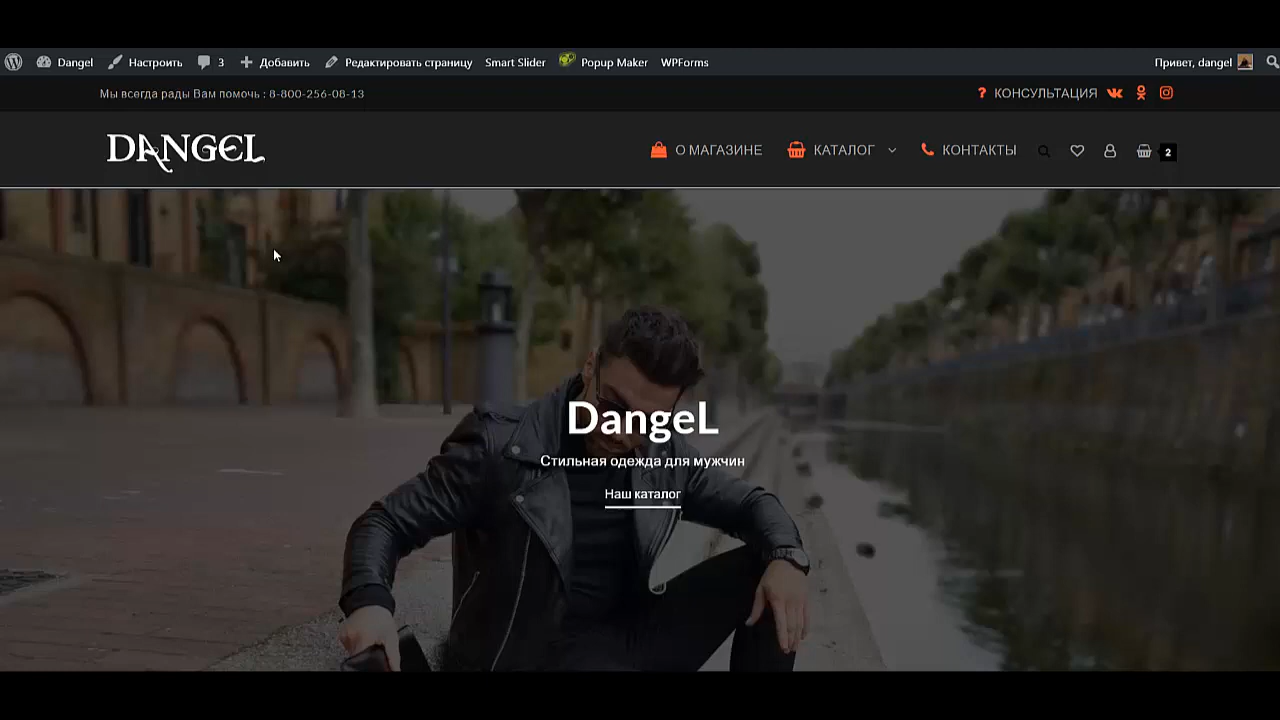 Dangel Настроить 3 Добавить Редактировать страницу Smart Slider Popup Maker WPForms Привет, dangel
Мы всегда рады Вам помочь : 8-800-256-08-13 ? КОНСУЛЬТАЦИЯ
DANGEL О МАГАЗИНЕ КАТАЛОГ КОНТАКТЫ 2
DangeL
Стильная одежда для мужчин
Наш каталог